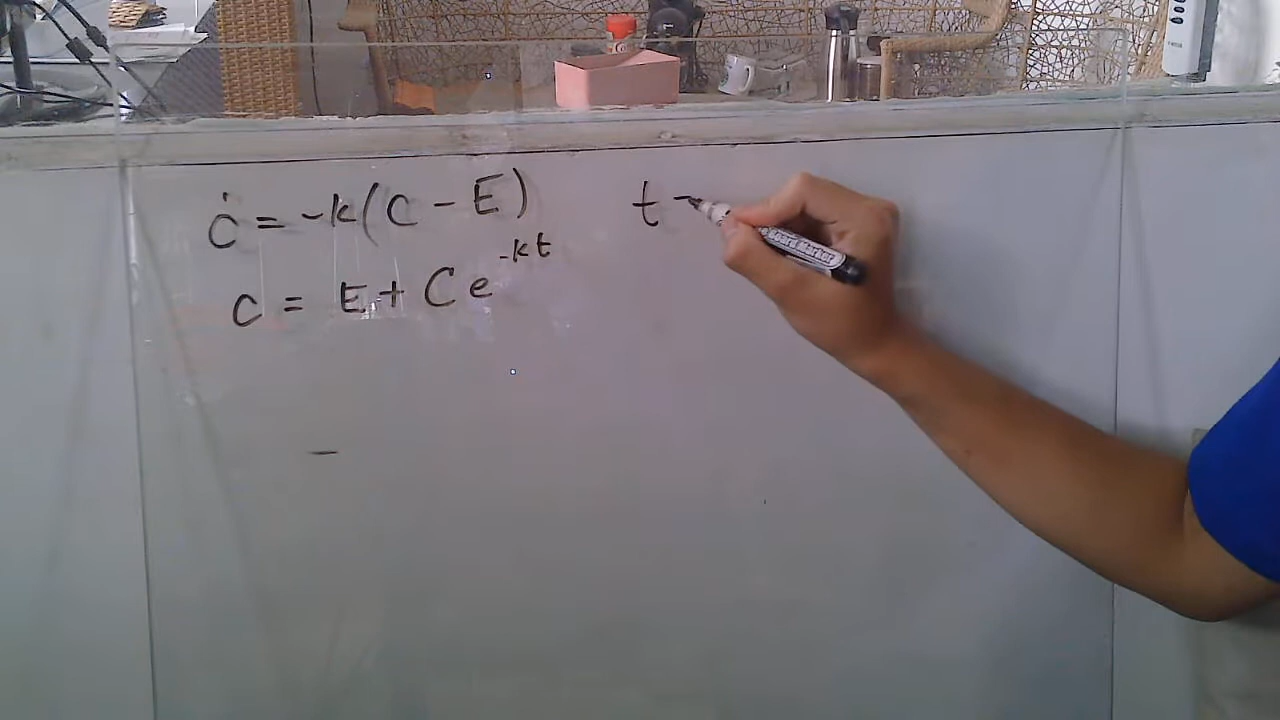 ċ = -k(c - E)
t -
c = E + Ce^{-kt}
-